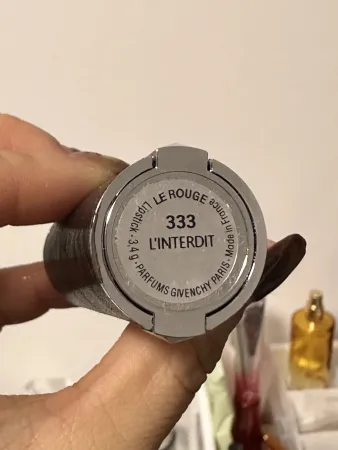 LE ROUGE
333
L'INTERDIT
Lipstick · 3,4 g · PARFUMS GIVENCHY PARIS · Made in France